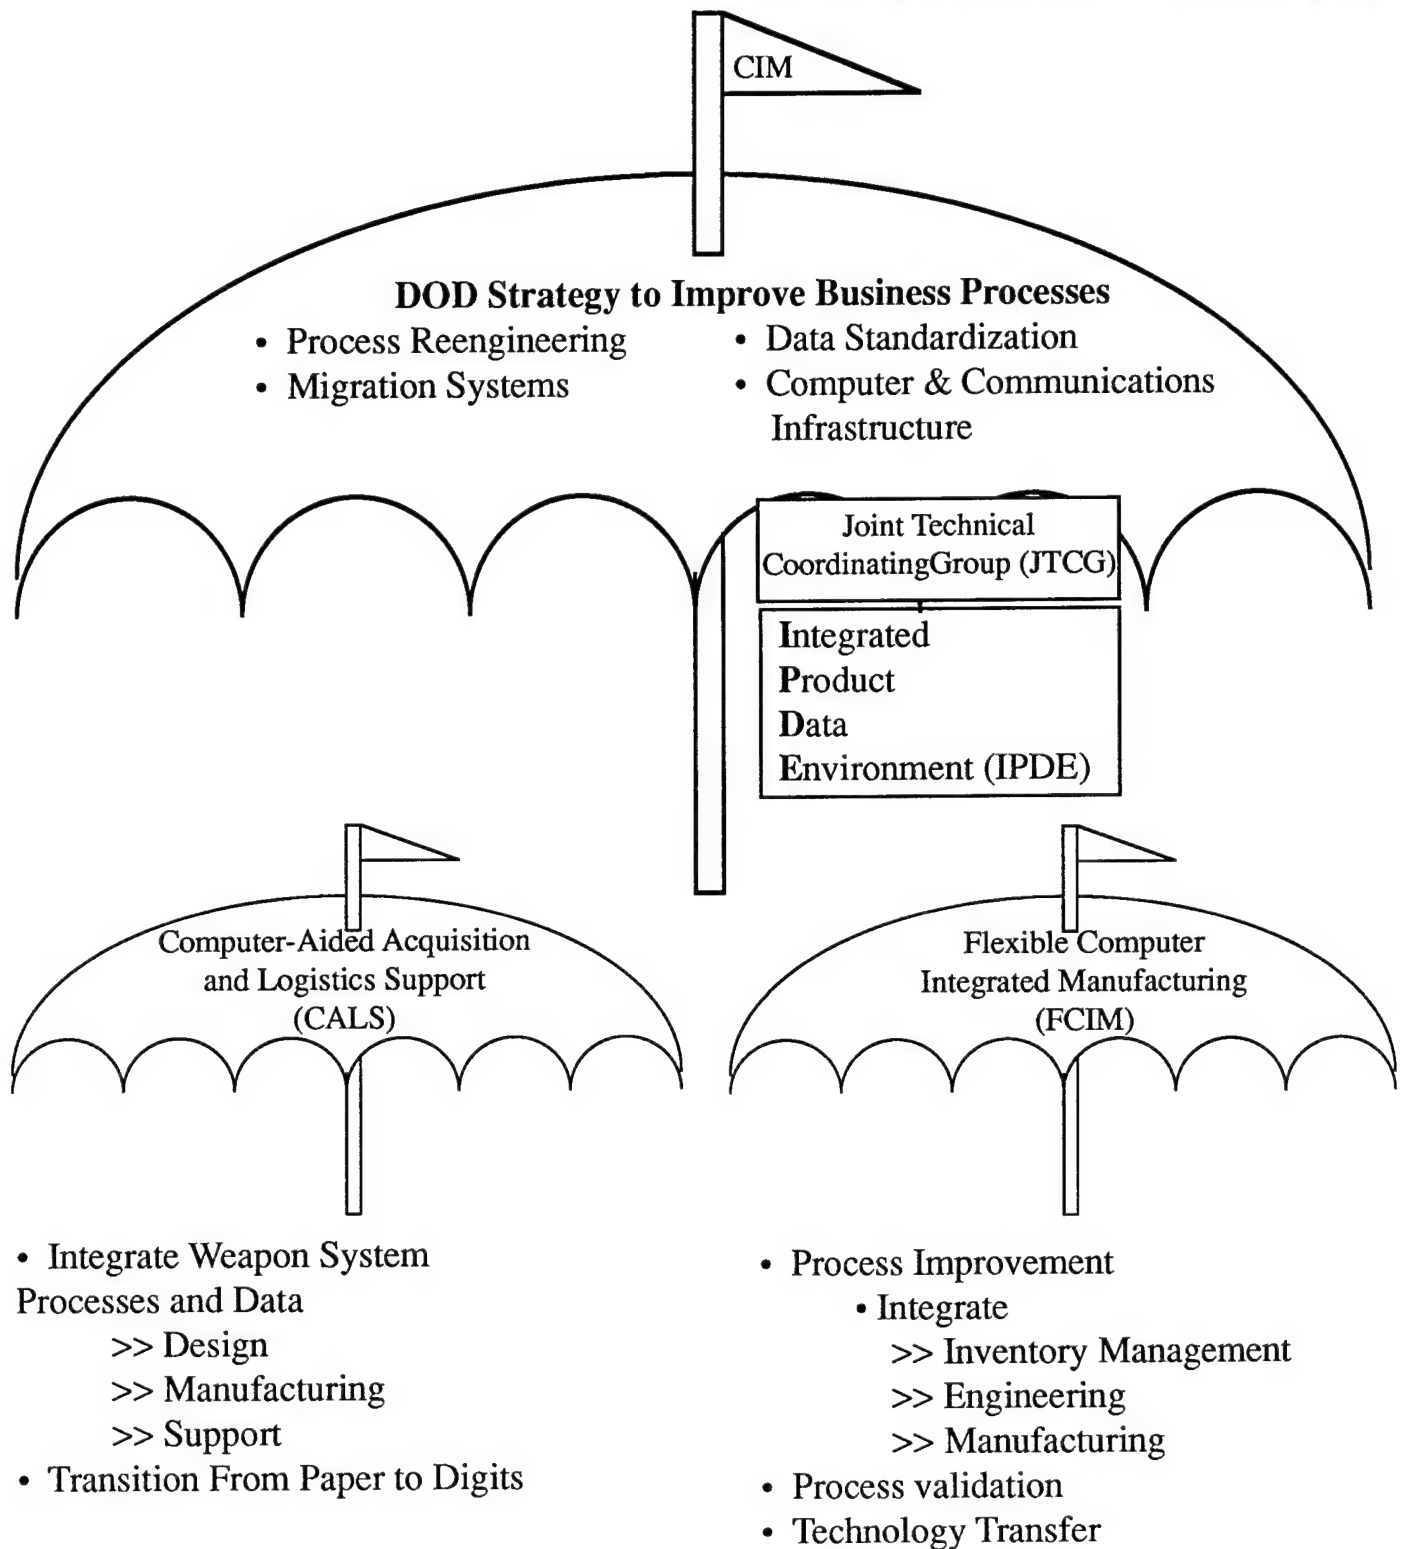 CIM
DOD Strategy to Improve Business Processes
• Process Reengineering
• Migration Systems
• Data Standardization
• Computer & Communications
Infrastructure
Joint Technical
CoordinatingGroup (JTCG)
Integrated
Product
Data
Environment (IPDE)
Computer-Aided Acquisition
and Logistics Support
(CALS)
Flexible Computer
Integrated Manufacturing
(FCIM)
• Integrate Weapon System
Processes and Data
>> Design
>> Manufacturing
>> Support
• Transition From Paper to Digits
• Process Improvement
• Integrate
>> Inventory Management
>> Engineering
>> Manufacturing
• Process validation
• Technology Transfer